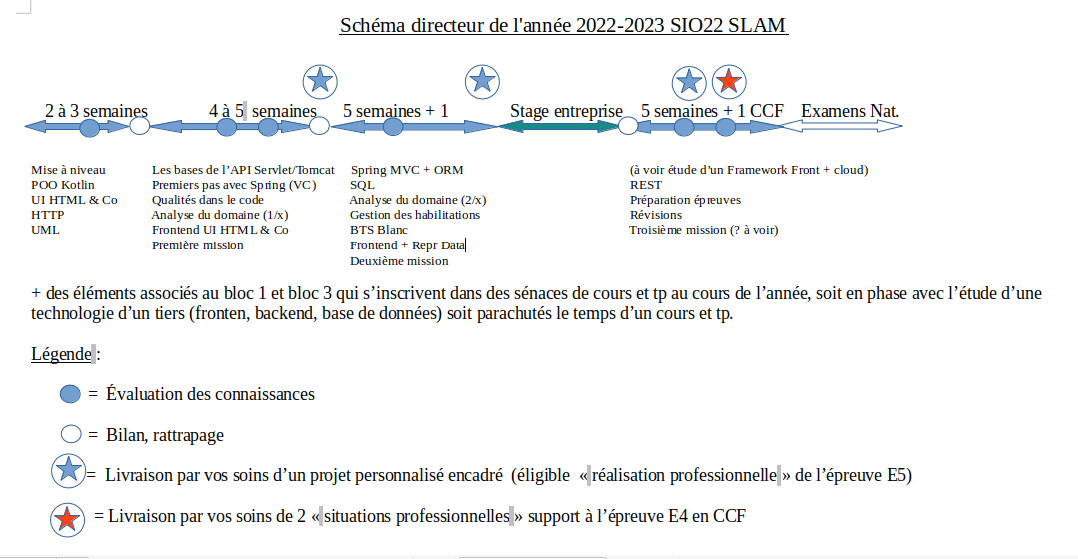 Schéma directeur de l'année 2022-2023 SIO22 SLAM
2 à 3 semaines
4 à 5 semaines
5 semaines + 1
Stage entreprise
5 semaines + 1 CCF
Examens Nat.
Mise à niveau
POO Kotlin
UI HTML & Co
HTTP
UML
Les bases de l'API Servlet/Tomcat
Premiers pas avec Spring (VC)
Qualités dans le code
Analyse du domaine (1/x)
Frontend UI HTML & Co
Première mission
Spring MVC + ORM
SQL
Analyse du domaine (2/x)
Gestion des habilitations
BTS Blanc
Frontend + Repr Data
Deuxième mission
(à voir étude d'un Framework Front + cloud)
REST
Préparation épreuves
Révisions
Troisième mission (? à voir)
+ des éléments associés au bloc 1 et bloc 3 qui s'inscrivent dans des sénaces de cours et tp au cours de l'année, soit en phase avec l'étude d'une
technologie d'un tiers (fronten, backend, base de données) soit parachutés le temps d'un cours et tp.
Légende :
= Évaluation des connaissances
= Bilan, rattrapage
= Livraison par vos soins d'un projet personnalisé encadré (éligible « réalisation professionnelle » de l'épreuve E5)
= Livraison par vos soins de 2 « situations professionnelles » support à l'épreuve E4 en CCF